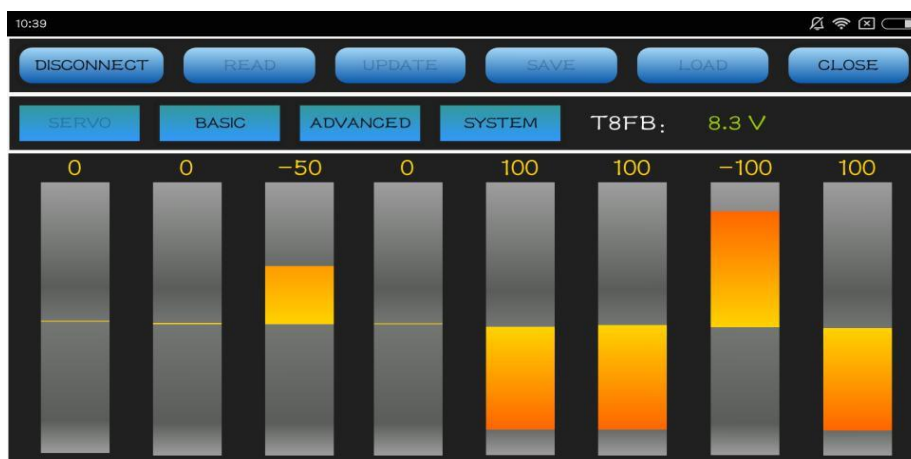 10:39
DISCONNECT READ UPDATE SAVE LOAD CLOSE
SERVO BASIC ADVANCED SYSTEM T8FB: 8.3 V
0 0 -50 0 100 100 -100 100